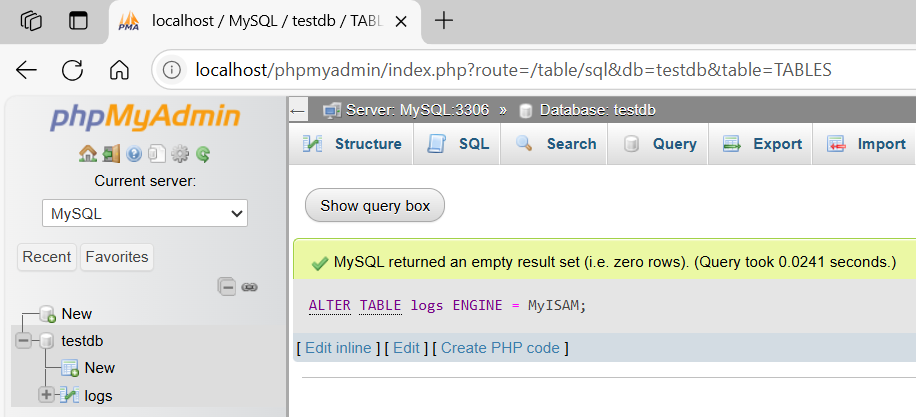 localhost / MySQL / testdb / TABL
localhost/phpmyadmin/index.php?route=/table/sql&db=testdb&table=TABLES
phpMyAdmin
Current server:
MySQL
Recent Favorites
New
testdb
New
logs
Server: MySQL:3306 » Database: testdb
Structure SQL Search Query Export Import
Show query box
MySQL returned an empty result set (i.e. zero rows). (Query took 0.0241 seconds.)
ALTER TABLE logs ENGINE = MyISAM;
[ Edit inline ] [ Edit ] [ Create PHP code ]